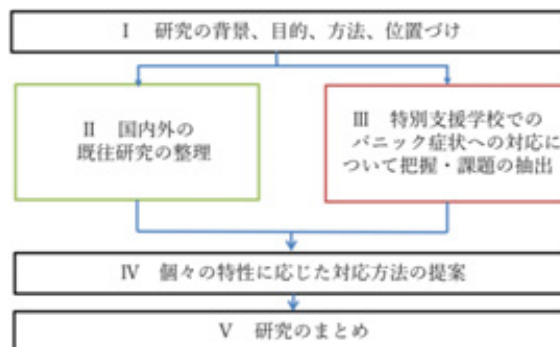 Ⅰ 研究の背景、目的、方法、位置づけ
Ⅱ 国内外の
既往研究の整理
Ⅲ 特別支援学校での
パニック症状への対応に
ついて把握・課題の抽出
Ⅳ 個々の特性に応じた対応方法の提案
Ⅴ 研究のまとめ